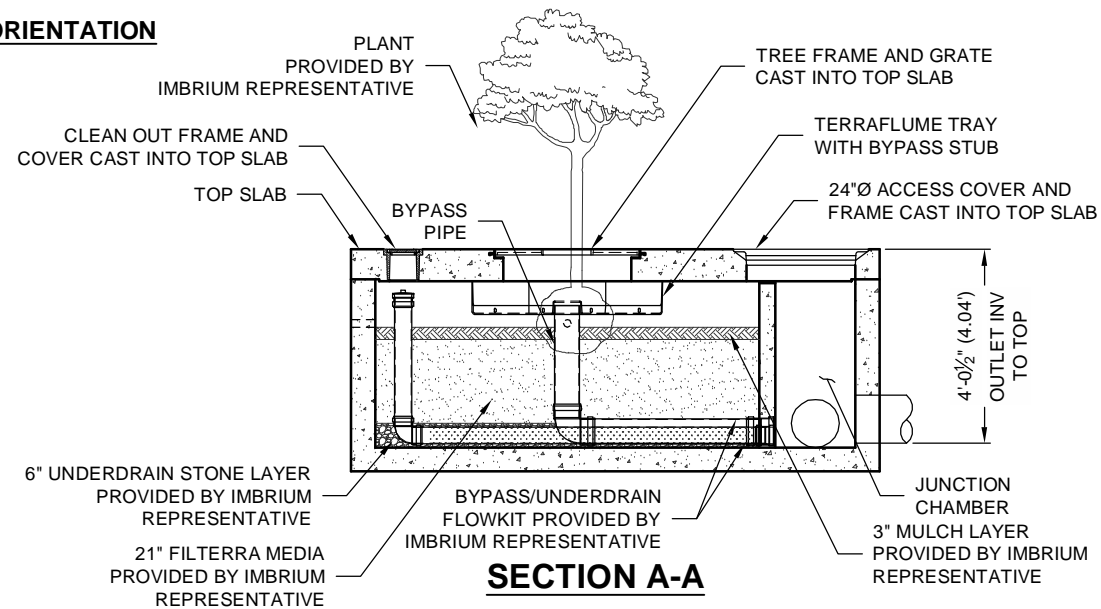 ORIENTATION
PLANT
PROVIDED BY
IMBRIUM REPRESENTATIVE
TREE FRAME AND GRATE
CAST INTO TOP SLAB
CLEAN OUT FRAME AND
COVER CAST INTO TOP SLAB
TERRAFLUME TRAY
WITH BYPASS STUB
TOP SLAB
24"Ø ACCESS COVER AND
FRAME CAST INTO TOP SLAB
BYPASS
PIPE
4'-0½" (4.04')
OUTLET INV
TO TOP
6" UNDERDRAIN STONE LAYER
PROVIDED BY IMBRIUM
REPRESENTATIVE
BYPASS/UNDERDRAIN
FLOWKIT PROVIDED BY
IMBRIUM REPRESENTATIVE
JUNCTION
CHAMBER
3" MULCH LAYER
PROVIDED BY IMBRIUM
REPRESENTATIVE
21" FILTERRA MEDIA
PROVIDED BY IMBRIUM
REPRESENTATIVE
SECTION A-A